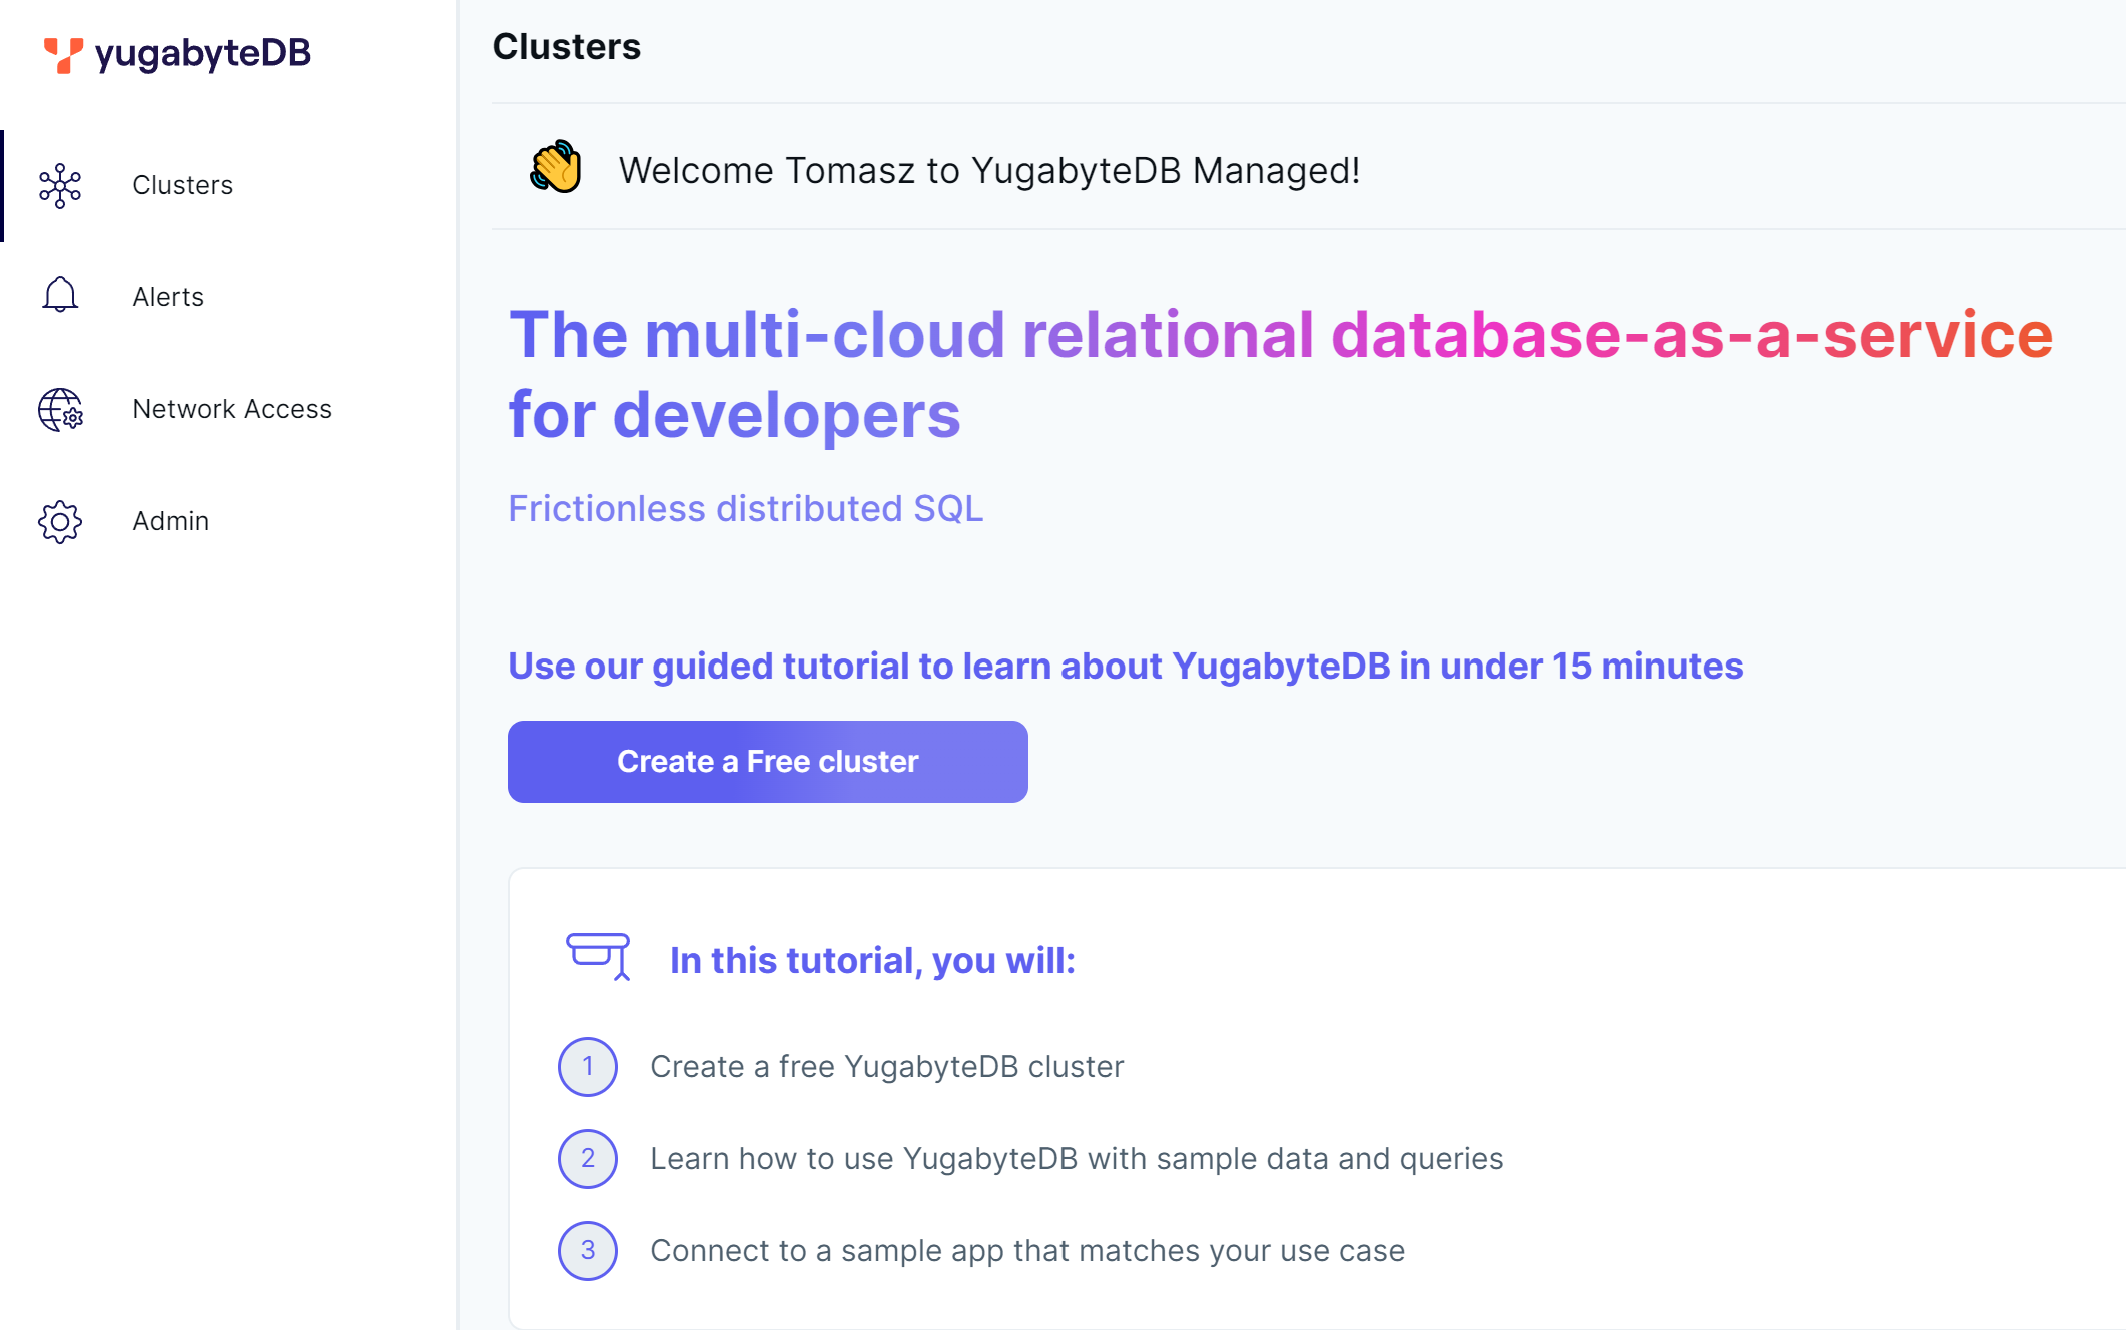 yugabyteDB
Clusters
Alerts
Network Access
Admin
Clusters
Welcome Tomasz to YugabyteDB Managed!
The multi-cloud relational database-as-a-service
for developers
Frictionless distributed SQL
Use our guided tutorial to learn about YugabyteDB in under 15 minutes
Create a Free cluster
In this tutorial, you will:
1 Create a free YugabyteDB cluster
2 Learn how to use YugabyteDB with sample data and queries
3 Connect to a sample app that matches your use case